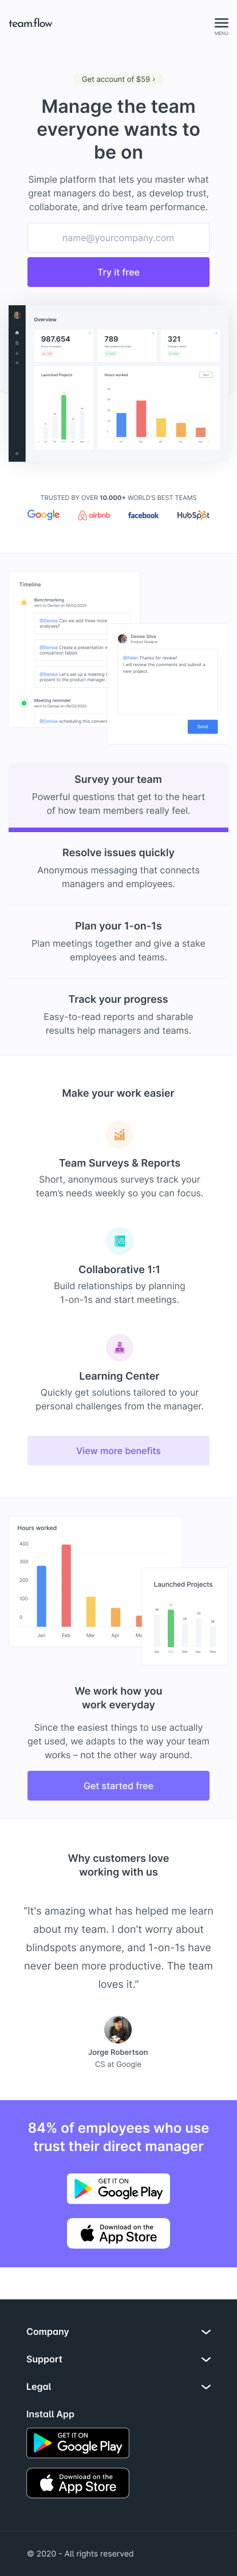 team.flow
MENU
Get account of $59 ›
Manage the team
everyone wants to
be on
Simple platform that lets you master what
great managers do best, as develop trust,
collaborate, and drive team performance.
name@yourcompany.com
Try it free
Overview
987.654
789
321
Launched Projects
Hours worked
TRUSTED BY OVER 10.000+ WORLD'S BEST TEAMS
Google
airbnb
facebook
HubSpot
Timeline
Benchmarking
sent to Denise on 08/02/2020
@Denise Can we add three more
analyses?
@Denise Create a presentation
comparison tables
@Denise Let's set up a meeting
present to the product manager.
Meeting reminder
sent to Denise on 08/02/2020
@Denise scheduling this
Denise Silva
Product Designer
@Peter Thanks for review!
I will review the comments and submit a
new project.
Send
Survey your team
Powerful questions that get to the heart
of how team members really feel.
Resolve issues quickly
Anonymous messaging that connects
managers and employees.
Plan your 1-on-1s
Plan meetings together and give a stake
employees and teams.
Track your progress
Easy-to-read reports and sharable
results help managers and teams.
Make your work easier
Team Surveys & Reports
Short, anonymous surveys track your
team's needs weekly so you can focus.
Collaborative 1:1
Build relationships by planning
1-on-1s and start meetings.
Learning Center
Quickly get solutions tailored to your
personal challenges from the manager.
View more benefits
Hours worked
400
300
200
100
0
Jan Feb Mar Apr
Launched Projects
We work how you
work everyday
Since the easiest things to use actually
get used, we adapts to the way your team
works – not the other way around.
Get started free
Why customers love
working with us
“It's amazing what has helped me learn
about my team. I don't worry about
blindspots anymore, and 1-on-1s have
never been more productive. The team
loves it.”
Jorge Robertson
CS at Google
84% of employees who use
trust their direct manager
GET IT ON
Google Play
Download on the
App Store
Company
Support
Legal
Install App
GET IT ON
Google Play
Download on the
App Store
© 2020 - All rights reserved